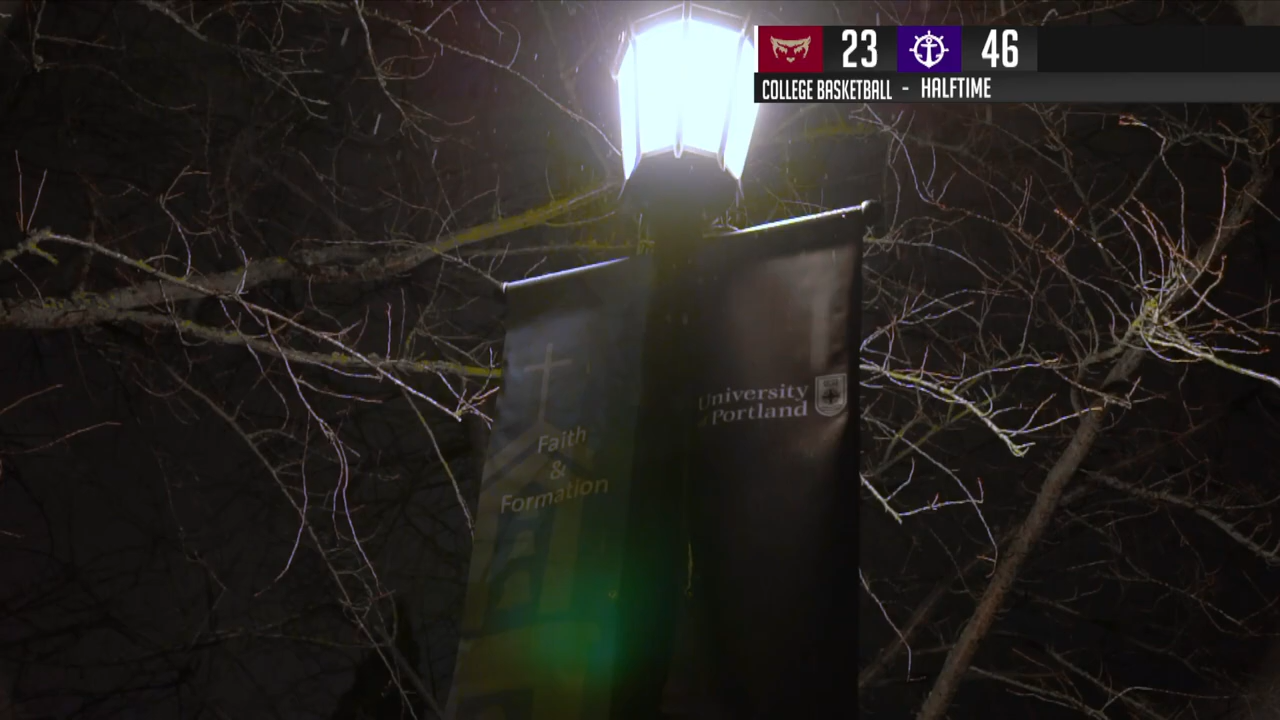 23 46
COLLEGE BASKETBALL - HALFTIME
University
of Portland
Faith
&
Formation